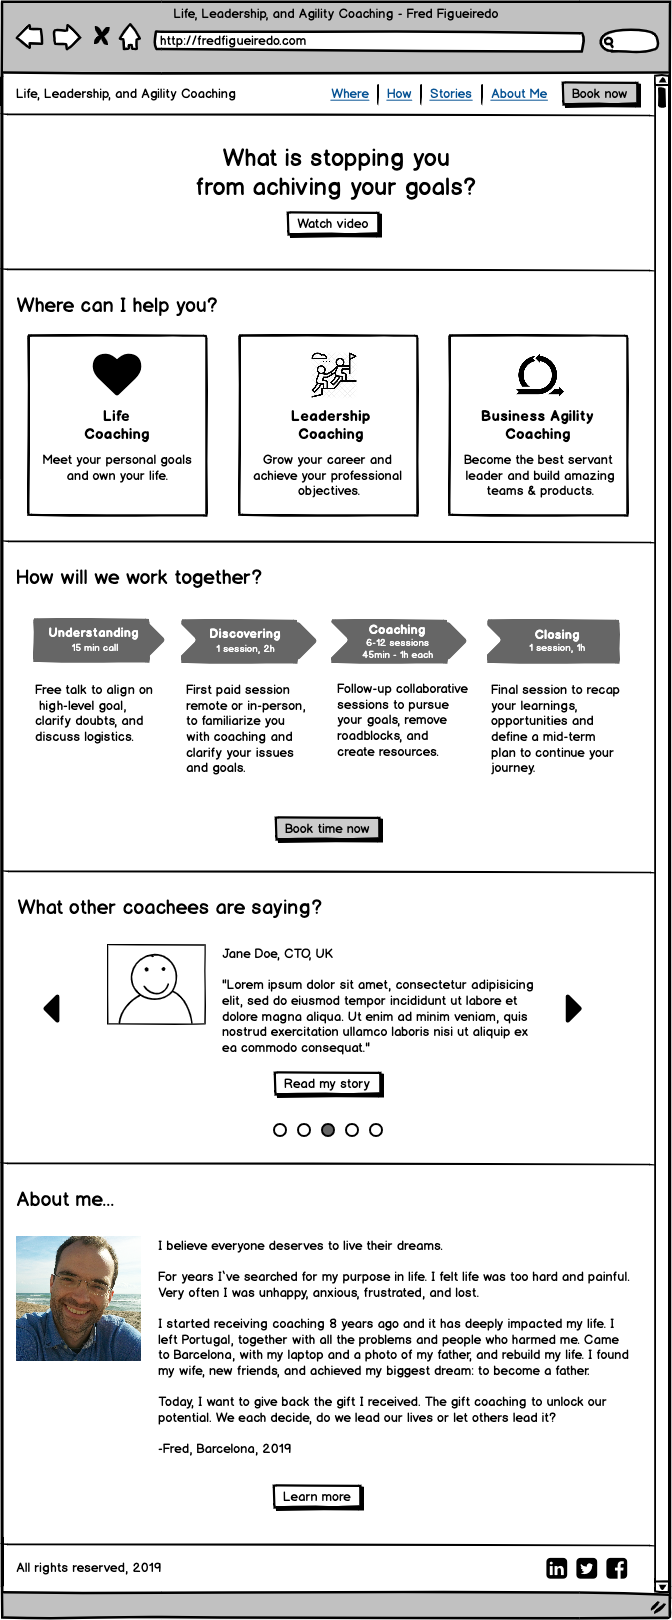 Life, Leadership, and Agility Coaching - Fred Figueiredo
http://fredfigueiredo.com
Life, Leadership, and Agility Coaching
Where
How
Stories
About Me
Book now
What is stopping you
from achiving your goals?
Watch video
Where can I help you?
Life
Coaching
Meet your personal goals
and own your life.
Leadership
Coaching
Grow your career and
achieve your professional
objectives.
Business Agility
Coaching
Become the best servant
leader and build amazing
teams & products.
How will we work together?
Understanding
15 min call
Free talk to align on
high-level goal,
clarify doubts, and
discuss logistics.
Discovering
1 session, 2h
First paid session
remote or in-person,
to familiarize you
with coaching and
clarify your issues
and goals.
Coaching
6-12 sessions
45min - 1h each
Follow-up collaborative
sessions to pursue
your goals, remove
roadblocks, and
create resources.
Closing
1 session, 1h
Final session to recap
your learnings,
opportunities and
define a mid-term
plan to continue your
journey.
Book time now
What other coachees are saying?
Jane Doe, CTO, UK
"Lorem ipsum dolor sit amet, consectetur adipisicing
elit, sed do eiusmod tempor incididunt ut labore et
dolore magna aliqua. Ut enim ad minim veniam, quis
nostrud exercitation ullamco laboris nisi ut aliquip ex
ea commodo consequat."
Read my story
About me...
I believe everyone deserves to live their dreams.
For years I've searched for my purpose in life. I felt life was too hard and painful.
Very often I was unhappy, anxious, frustrated, and lost.
I started receiving coaching 8 years ago and it has deeply impacted my life. I
left Portugal, together with all the problems and people who harmed me. Came
to Barcelona, with my laptop and a photo of my father, and rebuild my life. I found
my wife, new friends, and achieved my biggest dream: to become a father.
Today, I want to give back the gift I received. The gift coaching to unlock our
potential. We each decide, do we lead our lives or let others lead it?
-Fred, Barcelona, 2019
Learn more
All rights reserved, 2019